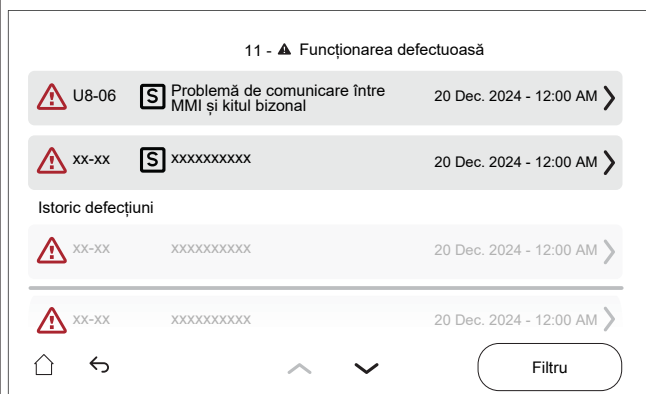 11 - Funcționarea defectuoasă
U8-06 S Problemă de comunicare între MMI și kitul bizonal 20 Dec. 2024 - 12:00 AM
xx-xx S xxxxxxxxxx 20 Dec. 2024 - 12:00 AM
Istoric defecțiuni
xx-xx xxxxxxxxxx 20 Dec. 2024 - 12:00 AM
xx-xx xxxxxxxxxx 20 Dec. 2024 - 12:00 AM
Filtru